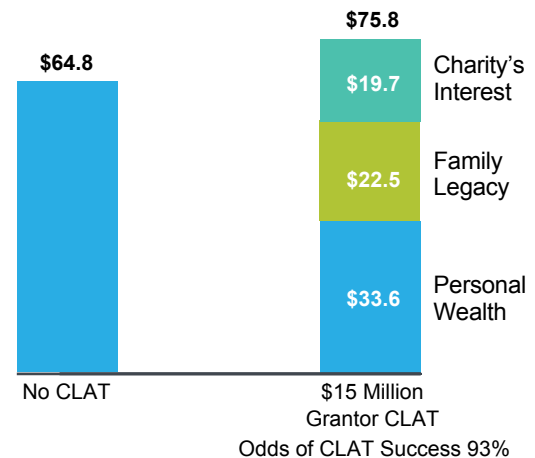 $75.8
$64.8
$19.7
Charity's
Interest
$22.5
Family
Legacy
$33.6
Personal
Wealth
No CLAT
$15 Million
Grantor CLAT
Odds of CLAT Success 93%